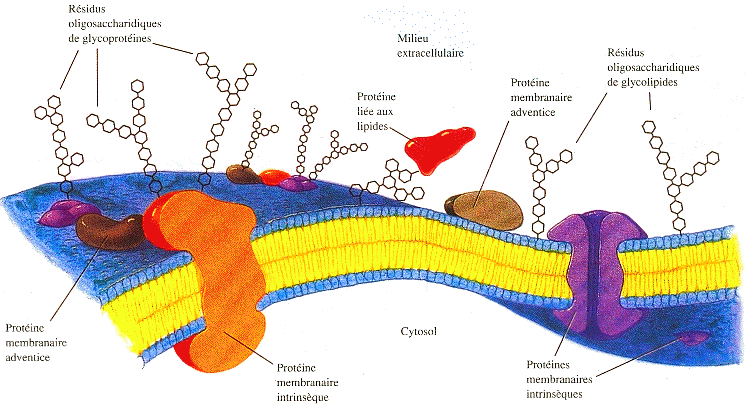 Résidus
oligosaccharidiques
de glycoprotéines
Milieu
extracellulaire
Résidus
oligosaccharidiques
de glycolipides
Protéine
liée aux
lipides
Protéine
membranaire
adventice
Protéine
membranaire
adventice
Cytosol
Protéine
membranaire
intrinsèque
Protéines
membranaires
intrinsèques